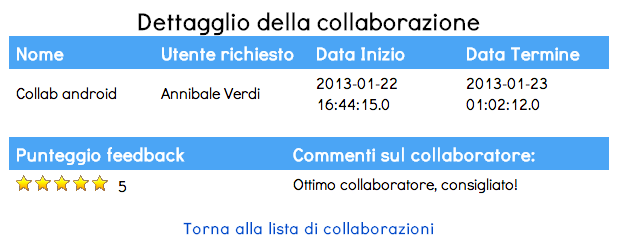 Dettagglio della collaborazione
Nome Utente richiesto Data Inizio Data Termine
Collab android Annibale Verdi 2013-01-22 16:44:15.0 2013-01-23 01:02:12.0
Punteggio feedback Commenti sul collaboratore:
5 Ottimo collaboratore, consigliato!
Torna alla lista di collaborazioni